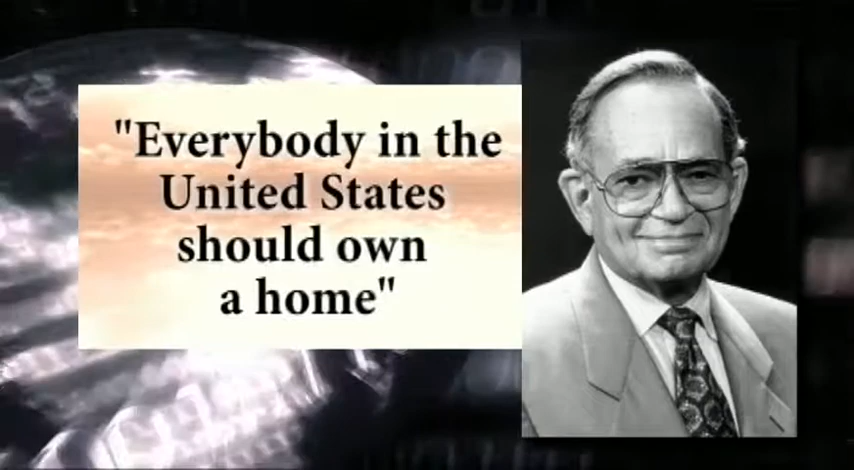 "Everybody in the
United States
should own
a home"